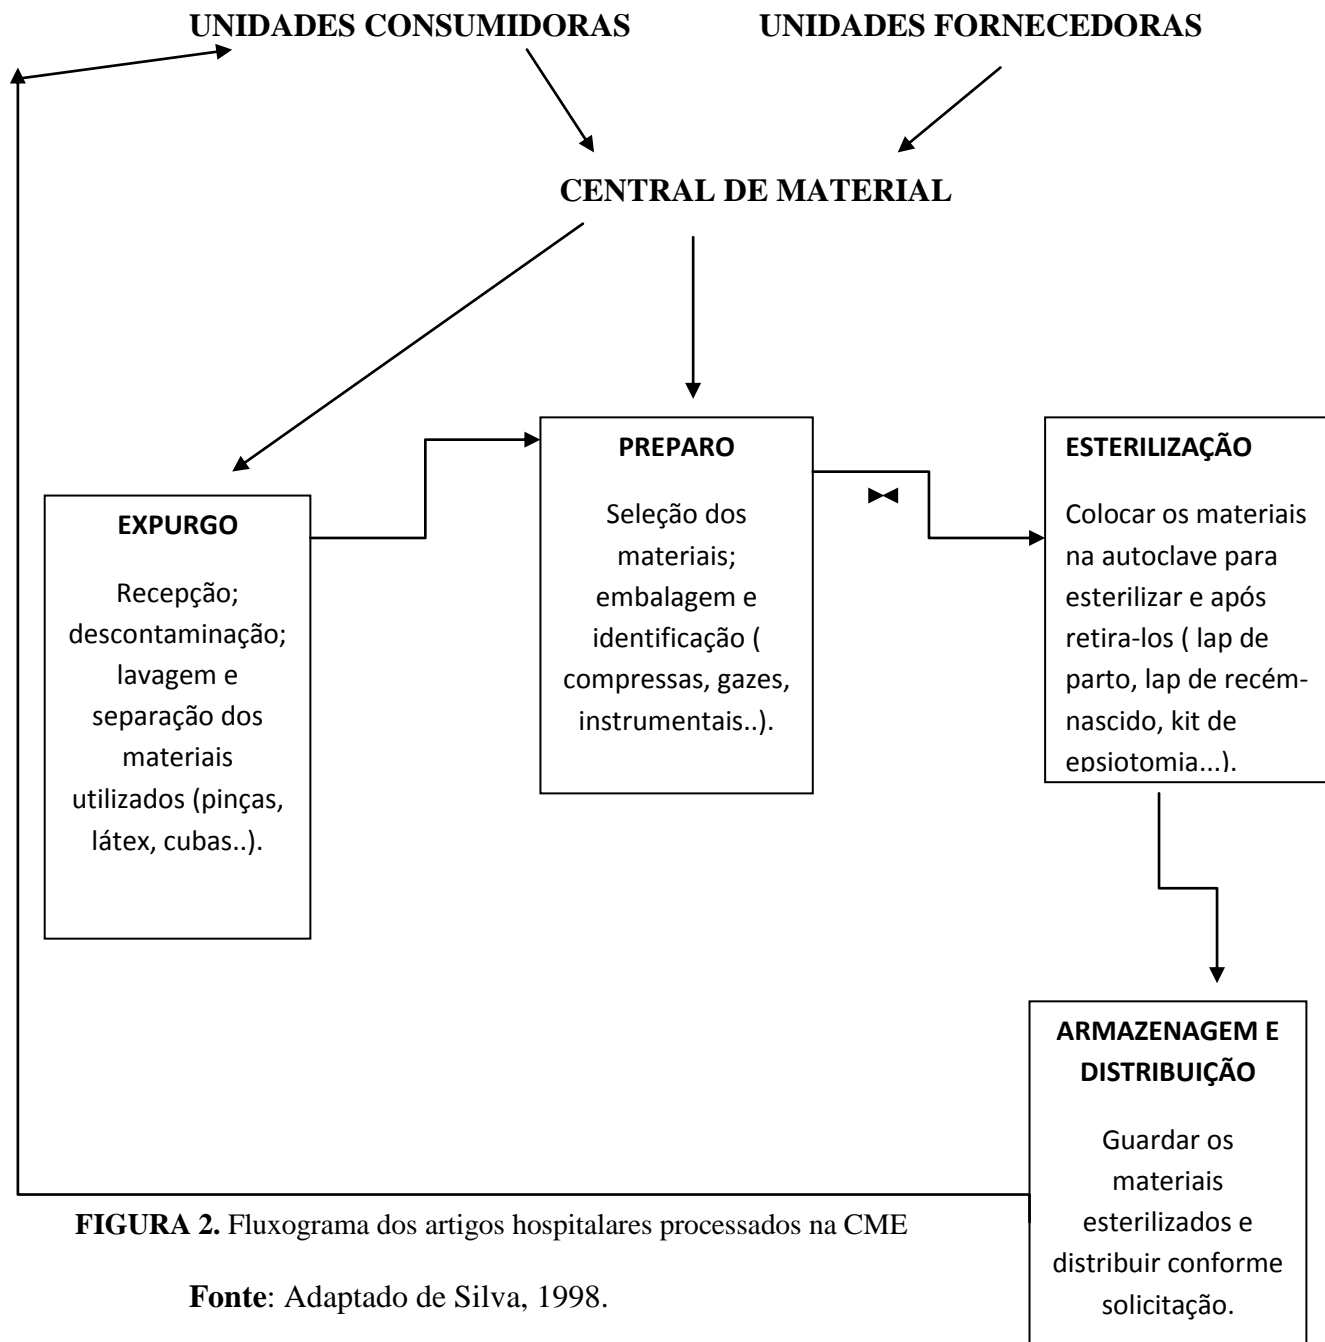 UNIDADES CONSUMIDORAS
UNIDADES FORNECEDORAS
CENTRAL DE MATERIAL
EXPURGO
Recepção;
descontaminação;
lavagem e
separação dos
materiais
utilizados (pinças,
látex, cubas..).
PREPARO
Seleção dos
materiais;
embalagem e
identificação (
compressas, gazes,
instrumentais..).
ESTERILIZAÇÃO
Colocar os materiais
na autoclave para
esterilizar e após
retira-los ( lap de
parto, lap de recém-
nascido, kit de
epsiotomia...).
ARMAZENAGEM E
DISTRIBUIÇÃO
Guardar os
materiais
esterilizados e
distribuir conforme
solicitação.
FIGURA 2. Fluxograma dos artigos hospitalares processados na CME
Fonte: Adaptado de Silva, 1998.